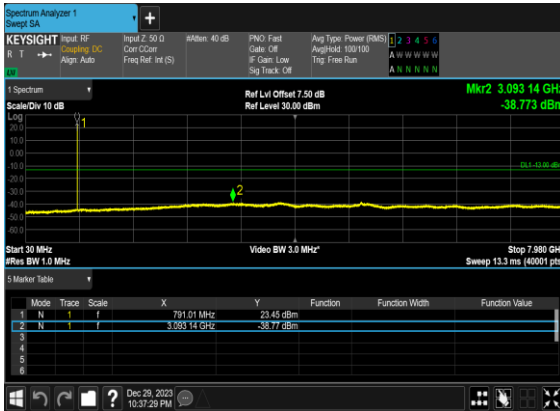 Spectrum Analyzer 1
Swept SA
+
KEYSIGHT Input: RF Input Z: 50 Ω #Atten: 40 dB PNO: Fast Avg Type: Power (RMS) 1 2 3 4 5 6
R T Coupling: DC Corr CCorr Gate: Off Avg|Hold: 100/100 A W W W W W
Align: Auto Freq Ref: Int (S) IF Gain: Low Trig: Free Run
Sig Track: Off A N N N N N
1 Spectrum
Ref Lvl Offset 7.50 dB Mkr2 3.093 14 GHz
Scale/Div 10 dB Ref Level 30.00 dBm -38.773 dBm
Log
1
20.0
10.0
0.00
-10.0
DL1 -13.00 dBm
-20.0
-30.0
2
-40.0
-50.0
-60.0
Start 30 MHz Video BW 3.0 MHz* Stop 7.980 GHz
#Res BW 1.0 MHz Sweep 13.3 ms (40001 pts)
5 Marker Table
Mode Trace Scale X Y Function Function Width Function Value
1 N 1 f 791.01 MHz 23.45 dBm
2 N 1 f 3.093 14 GHz -38.77 dBm
3
4
5
6
? Dec 29, 2023
10:37:29 PM